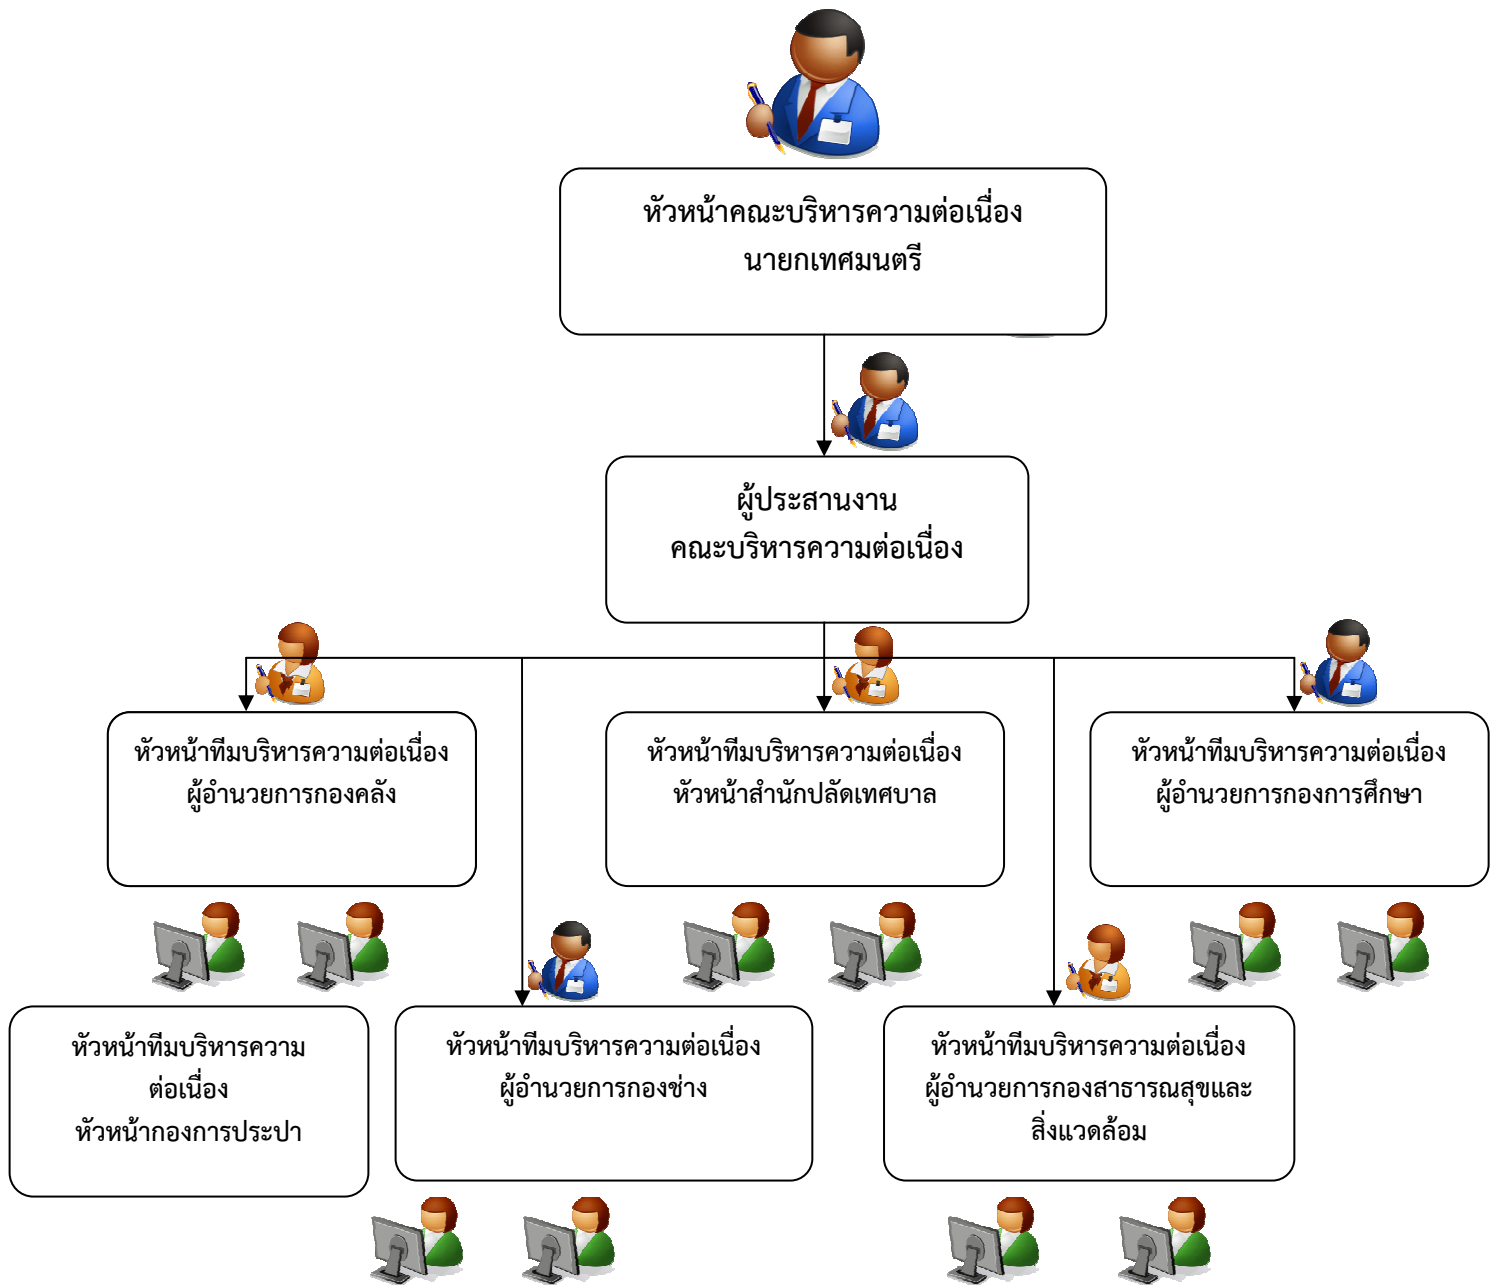 หัวหน้าคณะบริหารความต่อเนื่อง
นายกเทศมนตรี
ผู้ประสานงาน
คณะบริหารความต่อเนื่อง
หัวหน้าทีมบริหารความต่อเนื่อง
ผู้อำนวยการกองคลัง
หัวหน้าทีมบริหารความต่อเนื่อง
หัวหน้าสำนักปลัดเทศบาล
หัวหน้าทีมบริหารความต่อเนื่อง
ผู้อำนวยการกองการศึกษา
หัวหน้าทีมบริหารความ
ต่อเนื่อง
หัวหน้ากองการประปา
หัวหน้าทีมบริหารความต่อเนื่อง
ผู้อำนวยการกองช่าง
หัวหน้าทีมบริหารความต่อเนื่อง
ผู้อำนวยการกองสาธารณสุขและ
สิ่งแวดล้อม